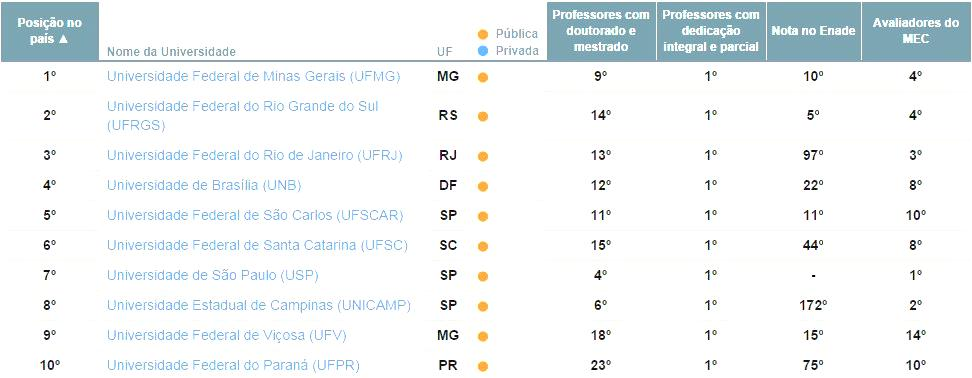 Posição no país ▲ Nome da Universidade UF Pública Privada Professores com doutorado e mestrado Professores com dedicação integral e parcial Nota no Enade Avaliadores do MEC
1º Universidade Federal de Minas Gerais (UFMG) MG 9º 1º 10º 4º
2º Universidade Federal do Rio Grande do Sul (UFRGS) RS 14º 1º 5º 4º
3º Universidade Federal do Rio de Janeiro (UFRJ) RJ 13º 1º 97º 3º
4º Universidade de Brasília (UNB) DF 12º 1º 22º 8º
5º Universidade Federal de São Carlos (UFSCAR) SP 11º 1º 11º 10º
6º Universidade Federal de Santa Catarina (UFSC) SC 15º 1º 44º 8º
7º Universidade de São Paulo (USP) SP 4º 1º - 1º
8º Universidade Estadual de Campinas (UNICAMP) SP 6º 1º 172º 2º
9º Universidade Federal de Viçosa (UFV) MG 18º 1º 15º 14º
10º Universidade Federal do Paraná (UFPR) PR 23º 1º 75º 10º